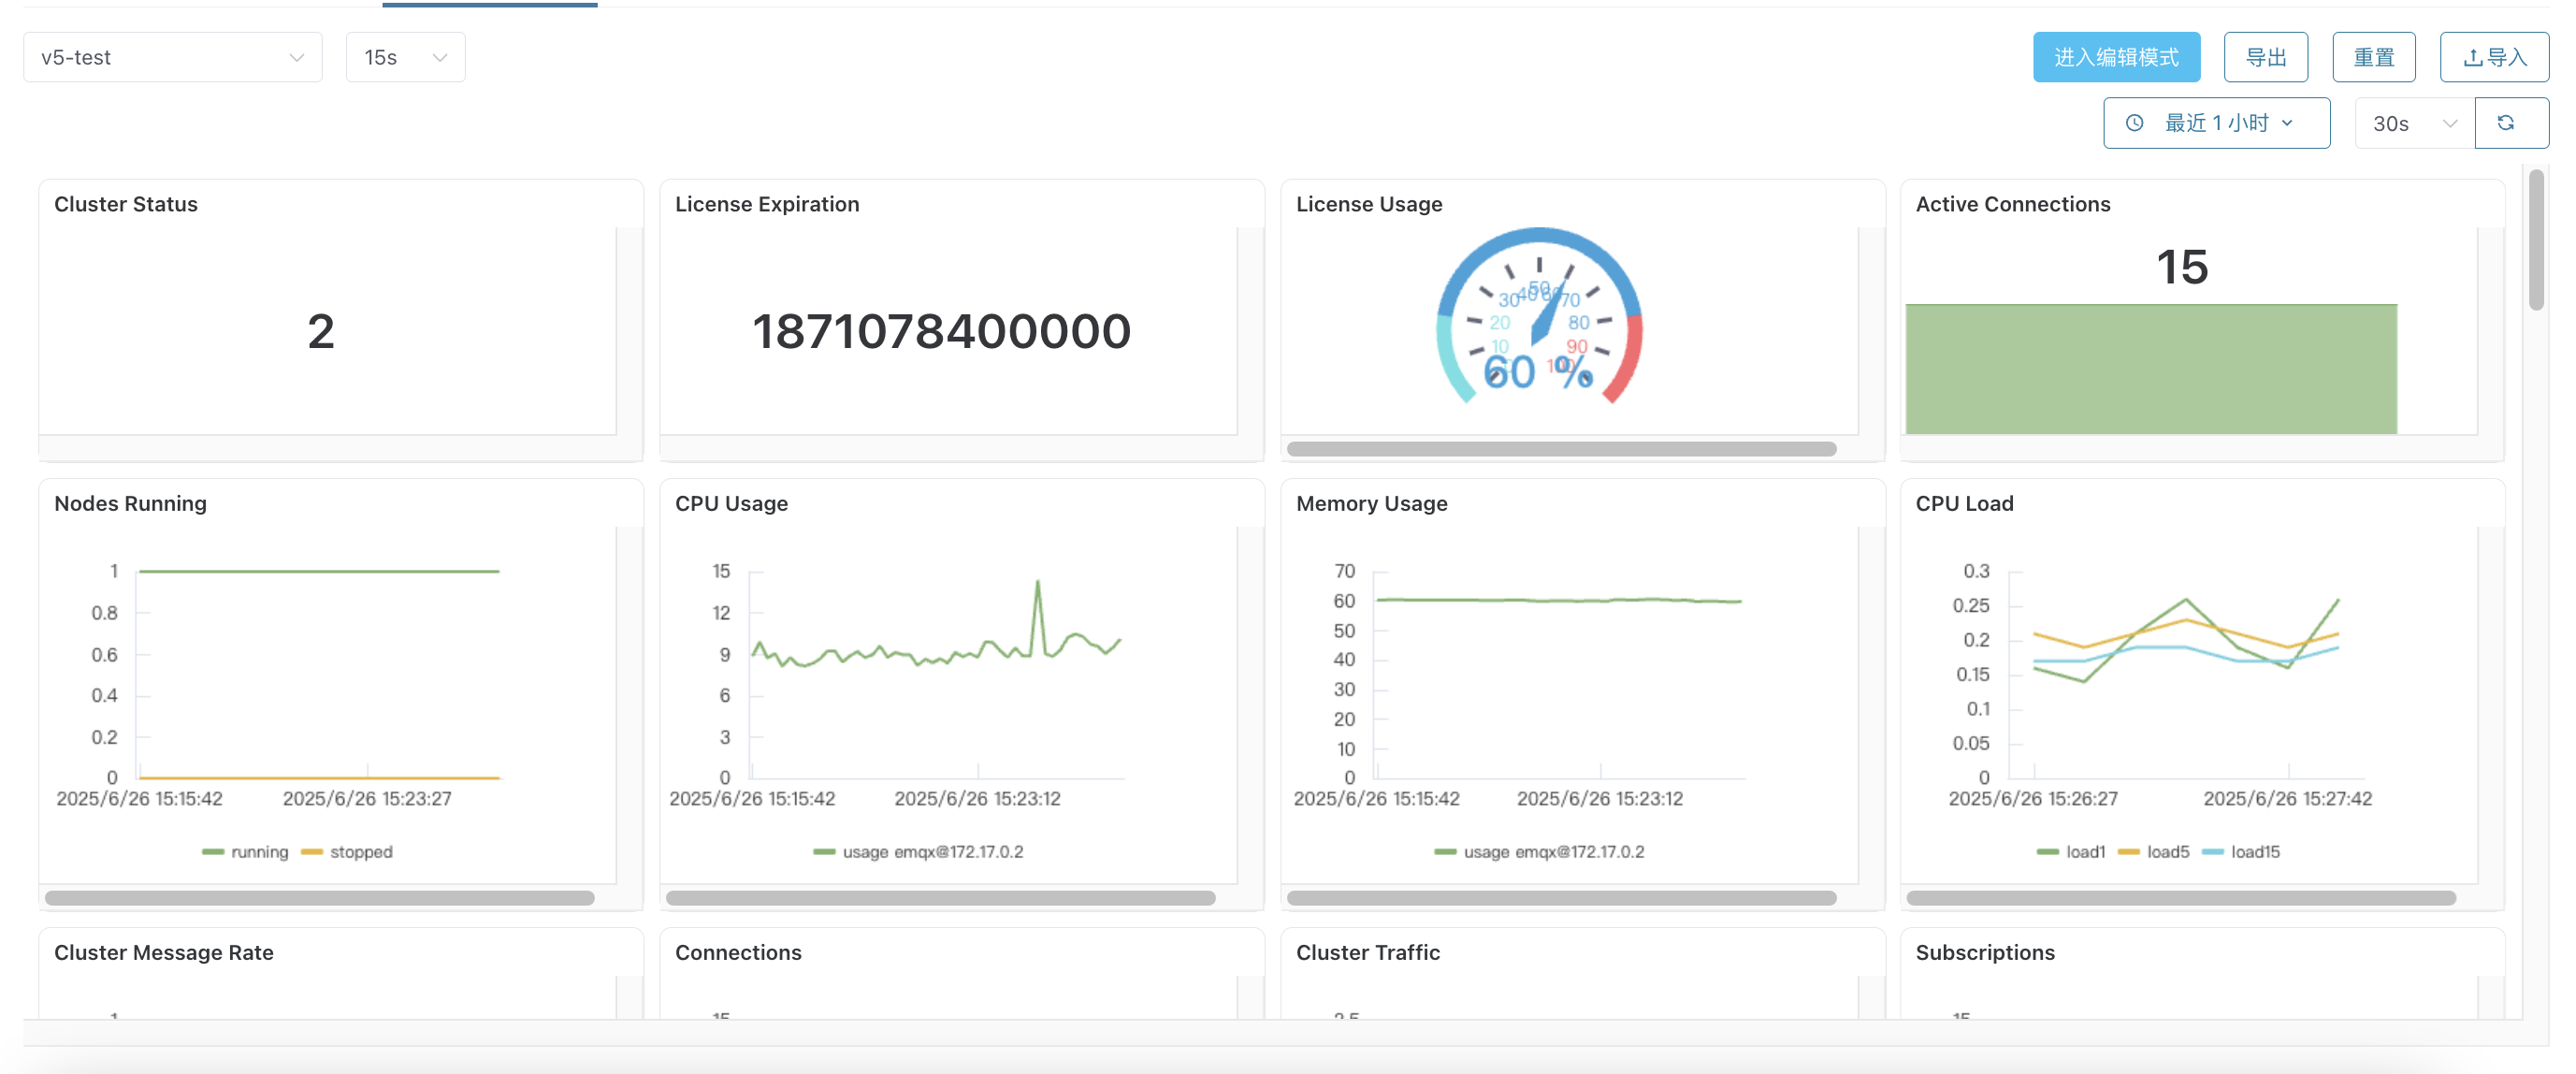 v5-test
15s
进入编辑模式
导出
重置
导入
最近 1 小时
30s
Cluster Status
2
License Expiration
1871078400000
License Usage
10
20
30
40
50
60
70
80
90
100
60 %
Active Connections
15
Nodes Running
1
0.8
0.6
0.4
0.2
0
2025/6/26 15:15:42
2025/6/26 15:23:27
running
stopped
CPU Usage
15
12
9
6
3
0
2025/6/26 15:15:42
2025/6/26 15:23:12
usage emqx@172.17.0.2
Memory Usage
70
60
50
40
30
20
10
0
2025/6/26 15:15:42
2025/6/26 15:23:12
usage emqx@172.17.0.2
CPU Load
0.3
0.25
0.2
0.15
0.1
0.05
0
2025/6/26 15:26:27
2025/6/26 15:27:42
load1
load5
load15
Cluster Message Rate
1
Connections
15
Cluster Traffic
2.5
Subscriptions
15